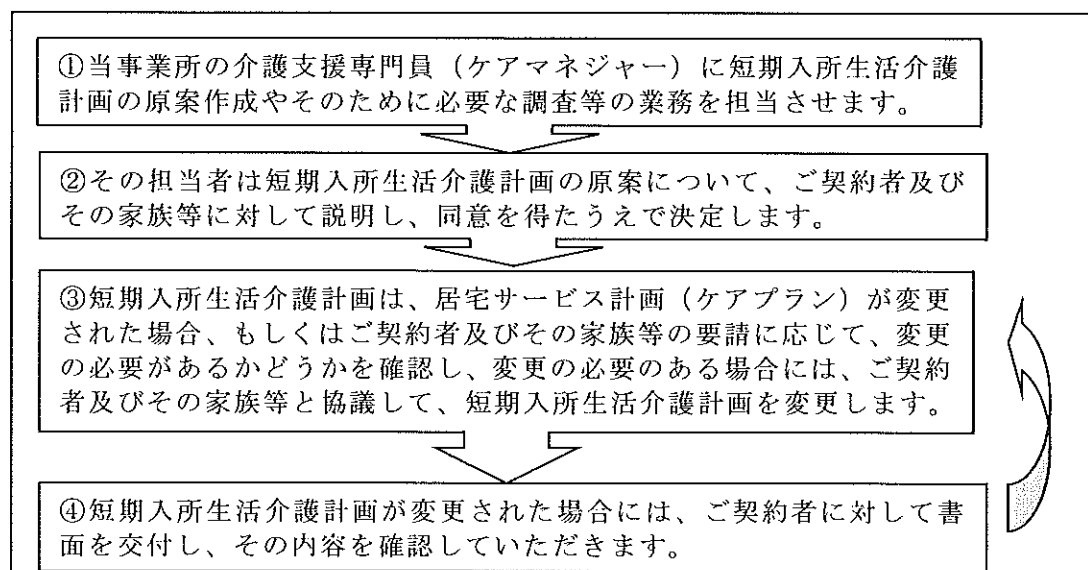 ①当事業所の介護支援専門員（ケアマネジャー）に短期入所生活介護
計画の原案作成やそのために必要な調査等の業務を担当させます。
②その担当者は短期入所生活介護計画の原案について、ご契約者及び
その家族等に対して説明し、同意を得たうえで決定します。
③短期入所生活介護計画は、居宅サービス計画（ケアプラン）が変更
された場合、もしくはご契約者及びその家族等の要請に応じて、変更
の必要があるかどうかを確認し、変更の必要のある場合には、ご契約
者及びその家族等と協議して、短期入所生活介護計画を変更します。
④短期入所生活介護計画が変更された場合には、ご契約者に対して書
面を交付し、その内容を確認していただきます。